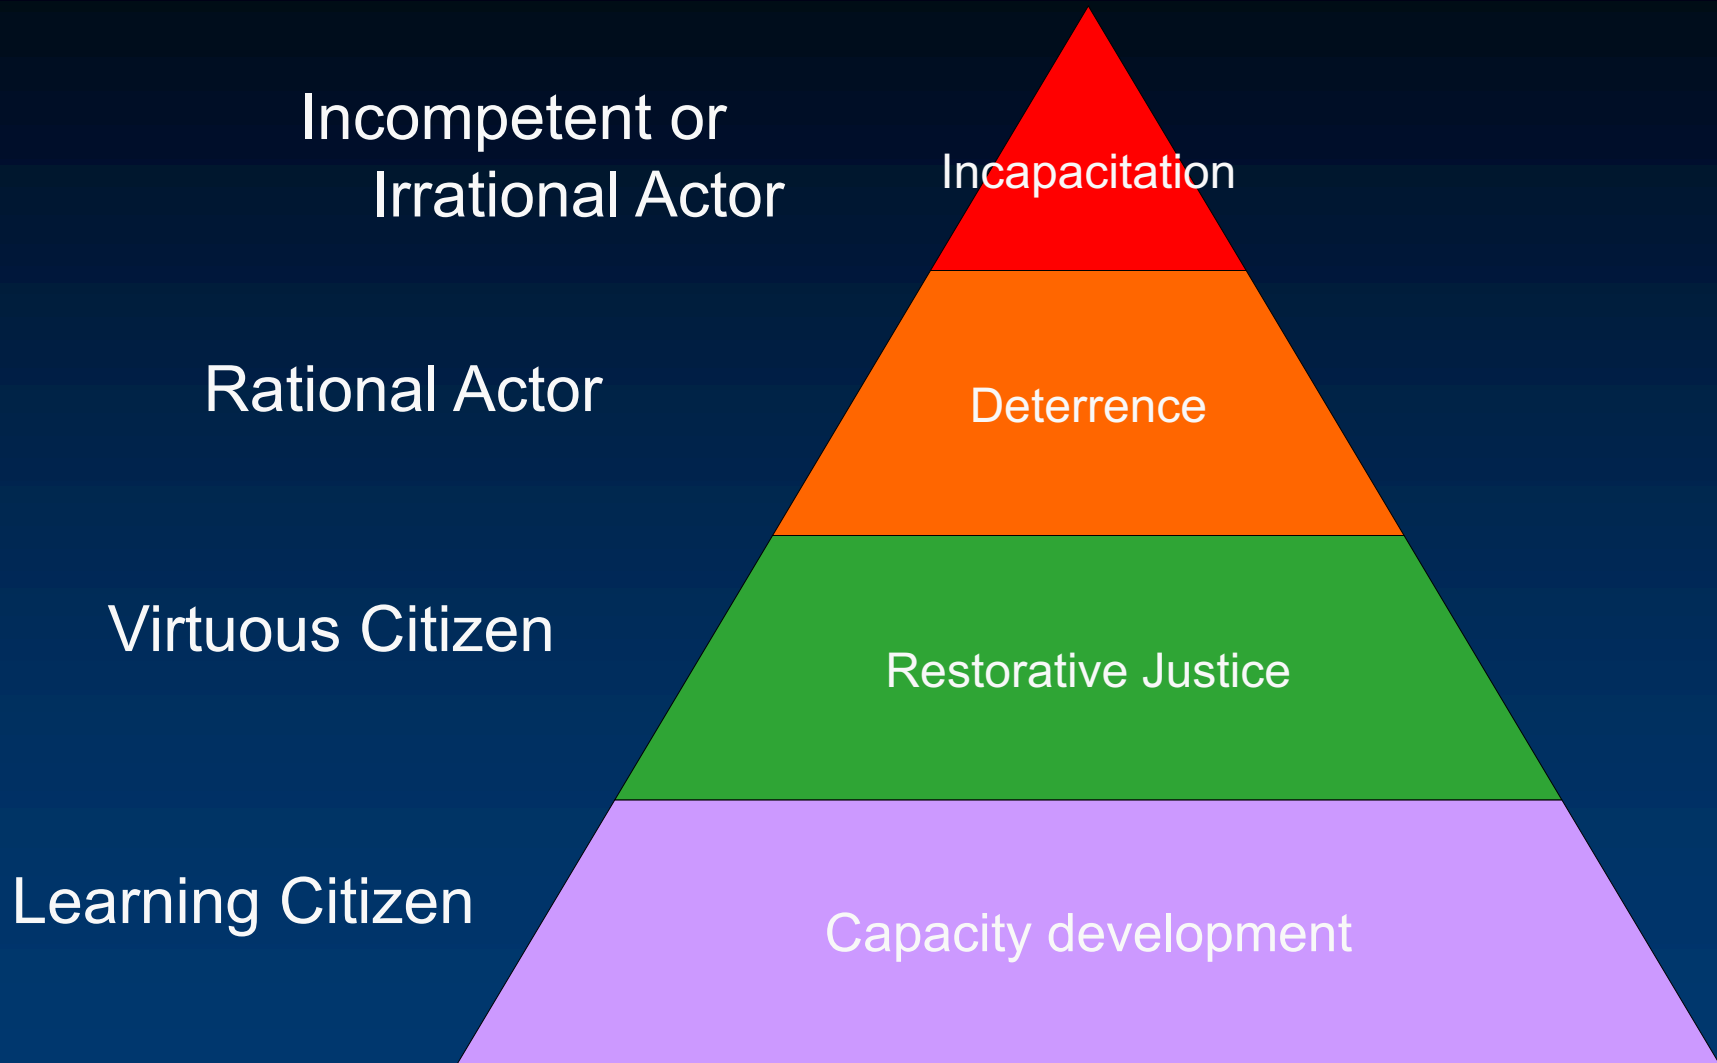 Incompetent or
Irrational Actor
Incapacitation
Rational Actor
Deterrence
Virtuous Citizen
Restorative Justice
Learning Citizen
Capacity development